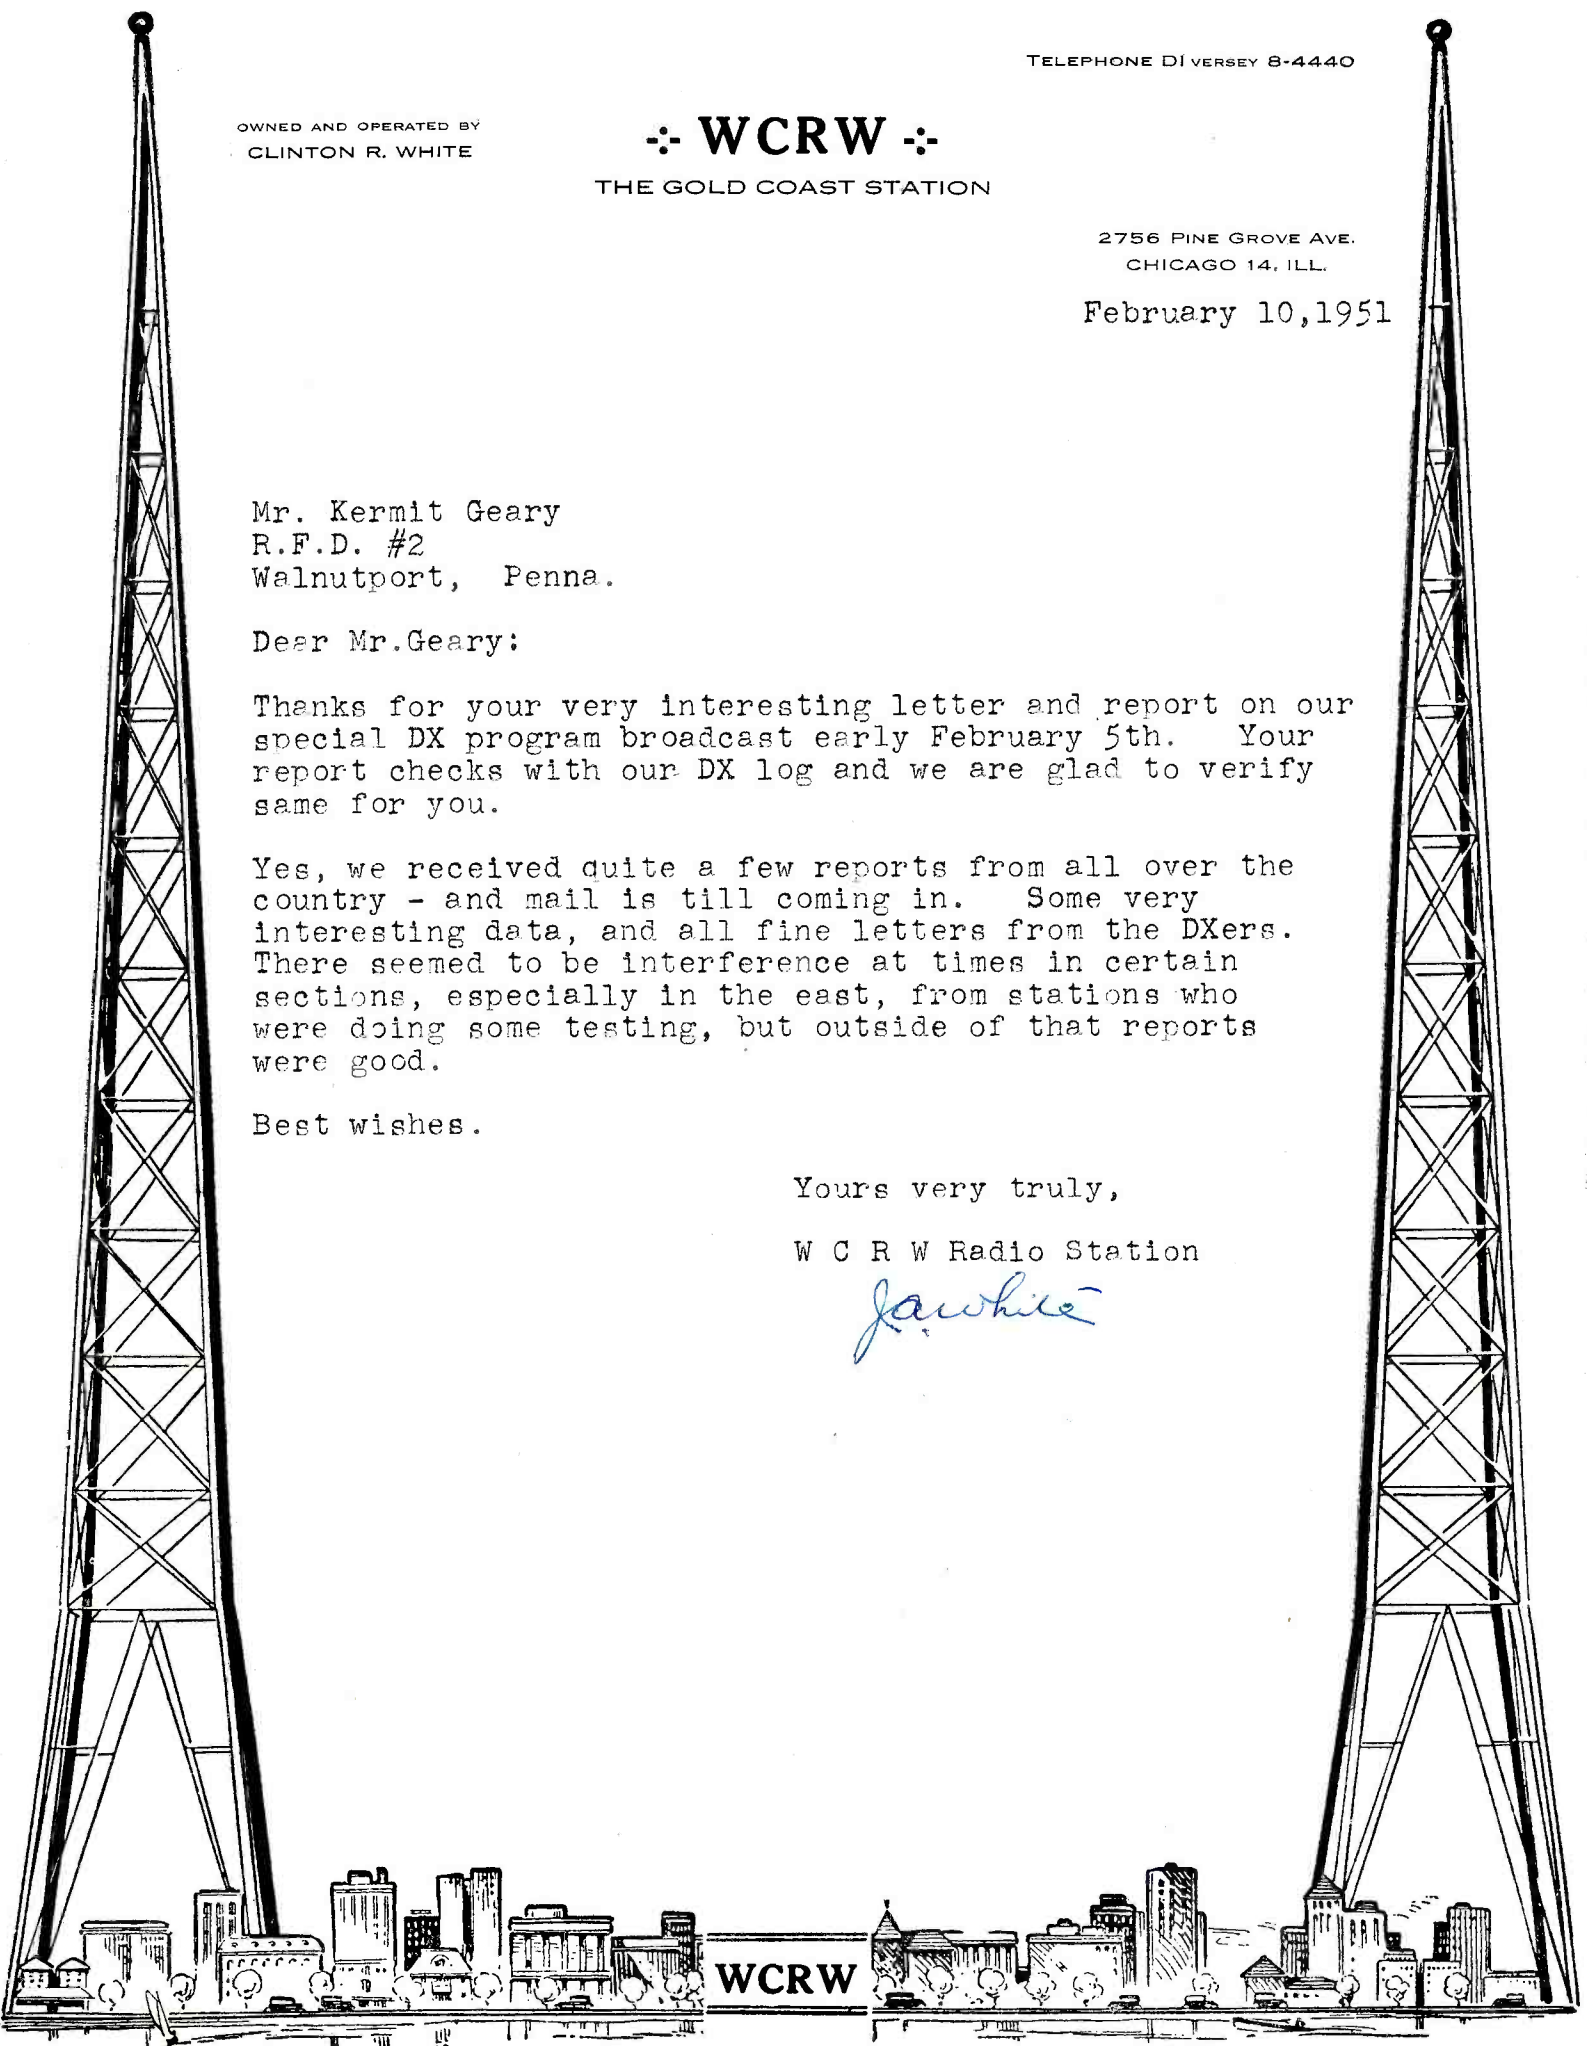 TELEPHONE DIVERSEY 8-4440
OWNED AND OPERATED BY
CLINTON R. WHITE
WCRW
THE GOLD COAST STATION
2756 PINE GROVE AVE.
CHICAGO 14, ILL.
February 10,1951
Mr. Kermit Geary
R.F.D. #2
Walnutport, Penna.
Dear Mr.Geary:
Thanks for your very interesting letter and report on our
special DX program broadcast early February 5th. Your
report checks with our DX log and we are glad to verify
same for you.
Yes, we received quite a few reports from all over the
country - and mail is till coming in. Some very
interesting data, and all fine letters from the DXers.
There seemed to be interference at times in certain
sections, especially in the east, from stations who
were doing some testing, but outside of that reports
were good.
Best wishes.
Yours very truly,
W C R W Radio Station
J.A. White
WCRW